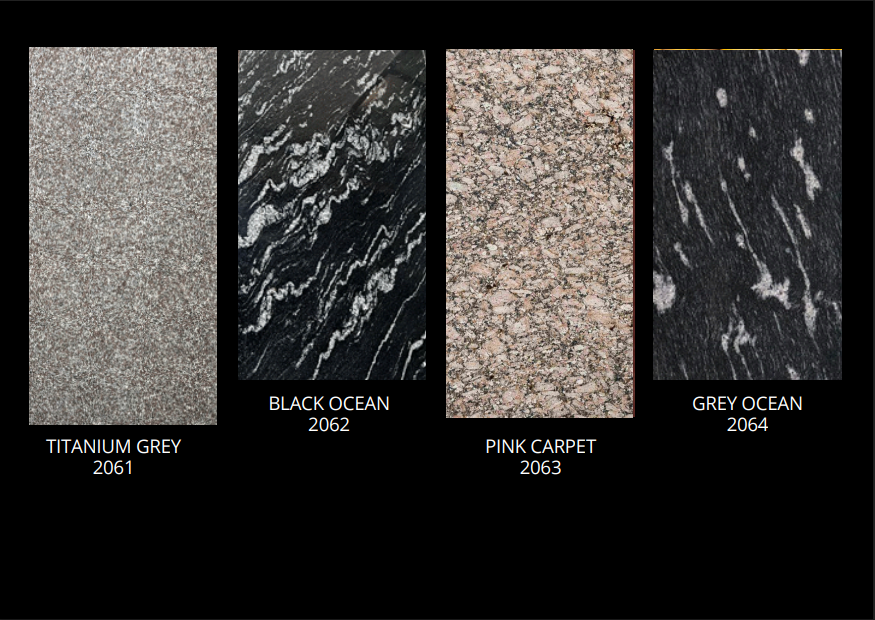 TITANIUM GREY
2061
BLACK OCEAN
2062
PINK CARPET
2063
GREY OCEAN
2064